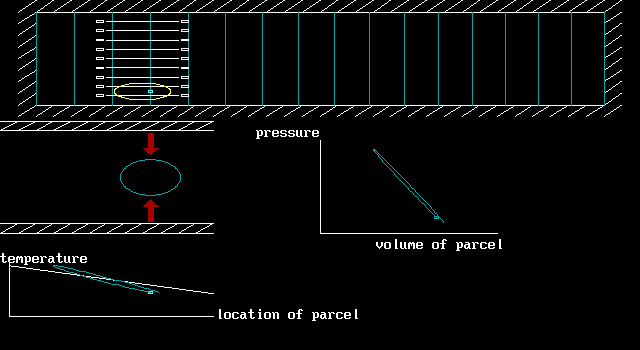 pressure
volume of parcel
temperature
location of parcel